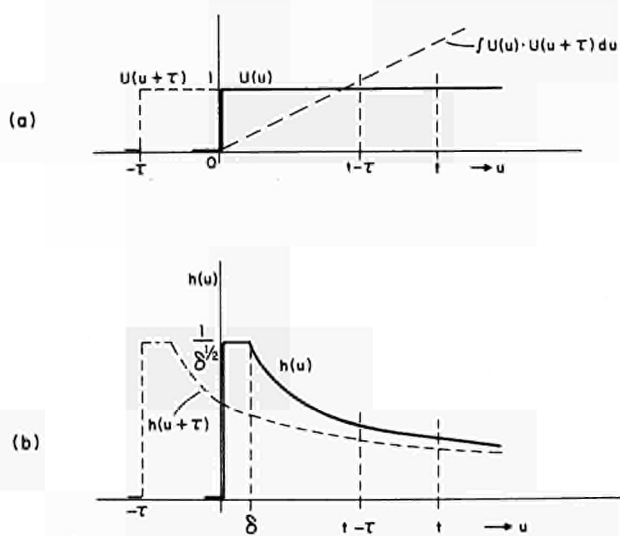 ∫U(u)·U(u+τ)du
U(u+τ)
1
U(u)
(a)
-τ
0
t-τ
t
→u
h(u)
1/δ^½
h(u)
h(u+τ)
(b)
-τ
δ
t-τ
t
→u